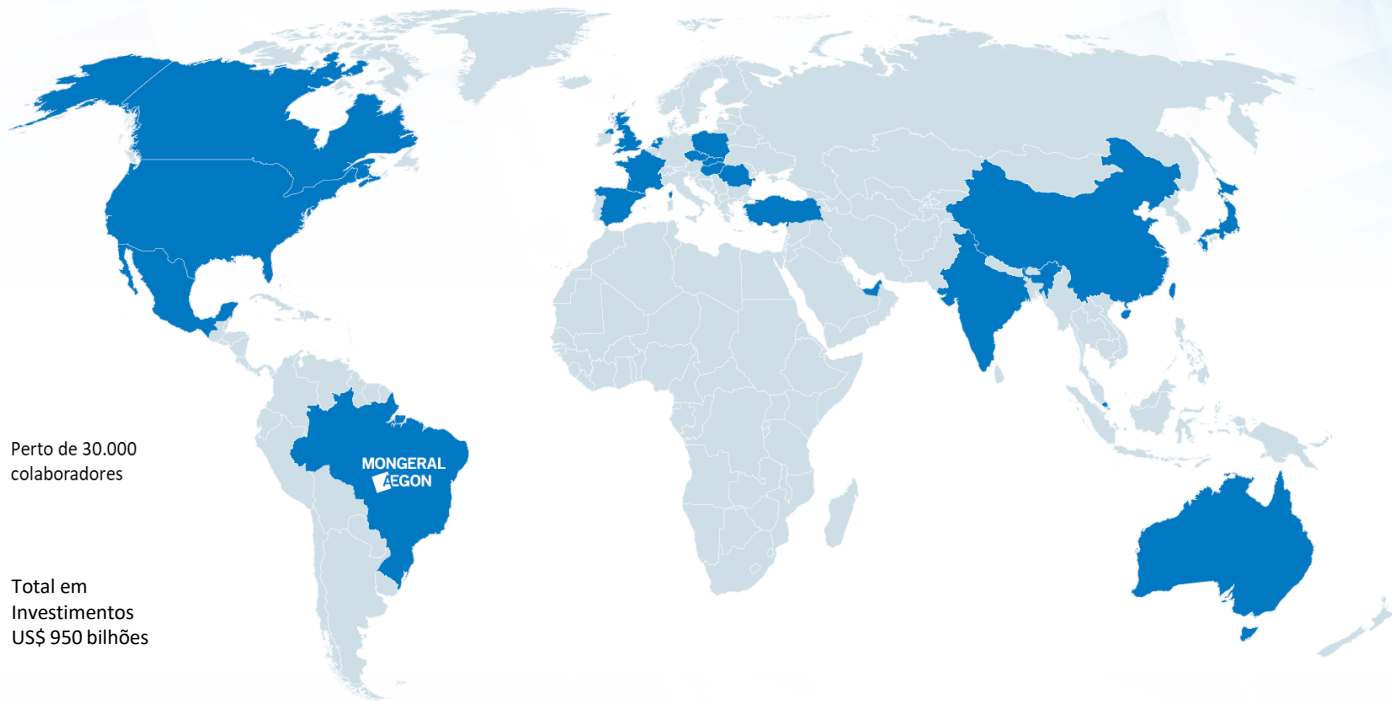 Perto de 30.000
colaboradores
MONGERAL
AEGON
Total em
Investimentos
US$ 950 bilhões